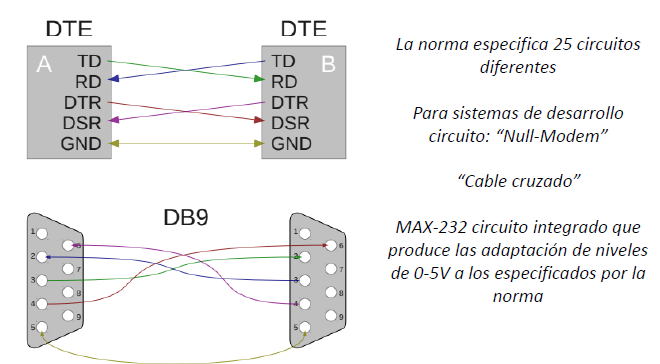 DTE
DTE
A
TD
RD
DTR
DSR
GND
TD
RD
DTR
DSR
GND
B
La norma especifica 25 circuitos
diferentes
Para sistemas de desarrollo
circuito: “Null-Modem”
“Cable cruzado”
MAX-232 circuito integrado que
produce las adaptación de niveles
de 0-5V a los especificados por la
norma
DB9
1
2
3
4
5
6
7
8
9
1
2
3
4
5
6
7
8
9